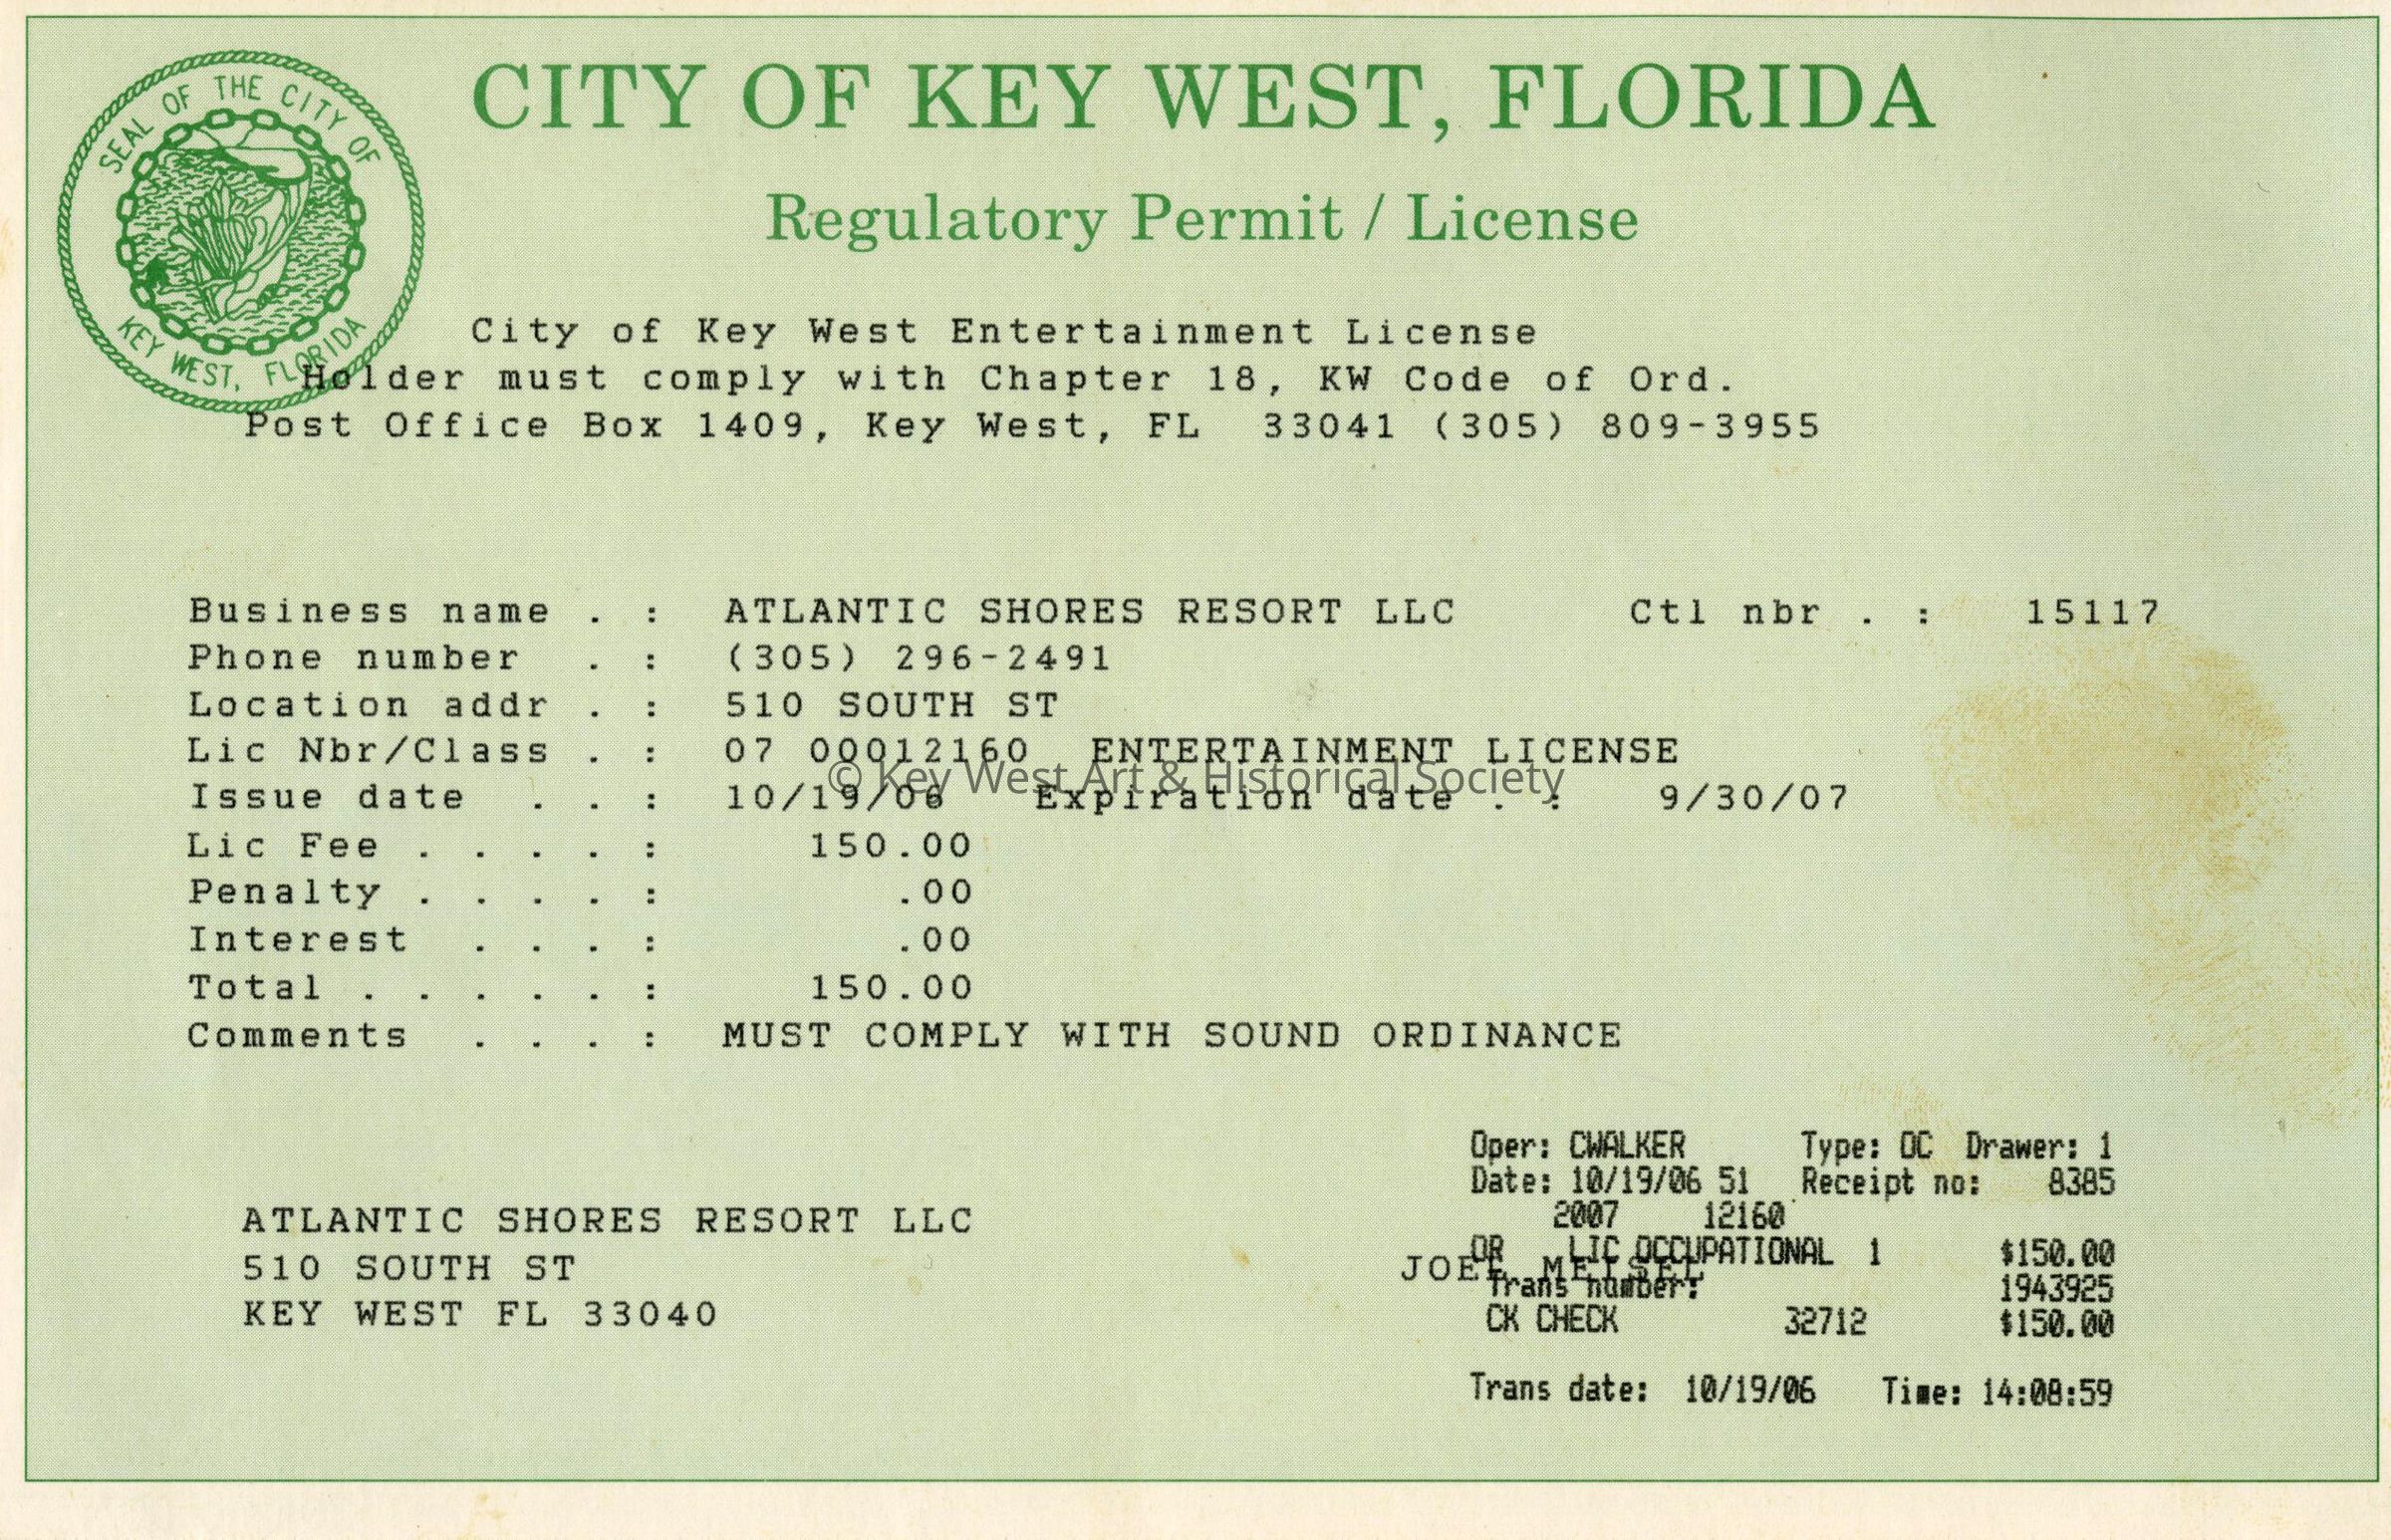 SEAL OF THE CITY OF
KEY WEST, FLORIDA
CITY OF KEY WEST, FLORIDA
Regulatory Permit / License
City of Key West Entertainment License
Holder must comply with Chapter 18, KW Code of Ord.
Post Office Box 1409, Key West, FL  33041 (305) 809-3955
Business name . : ATLANTIC SHORES RESORT LLC Ctl nbr . : 15117
Phone number . : (305) 296-2491
Location addr . : 510 SOUTH ST
Lic Nbr/Class . : 07 00012160 ENTERTAINMENT LICENSE
© Key West Art & Historical Society
Issue date . . : 10/19/06 Expiration date . : 9/30/07
Lic Fee . . . . : 150.00
Penalty . . . . : .00
Interest . . . : .00
Total . . . . . : 150.00
Comments . . . : MUST COMPLY WITH SOUND ORDINANCE
ATLANTIC SHORES RESORT LLC
510 SOUTH ST
KEY WEST FL 33040
JOEL MEISEL
Oper: CWALKER Type: OC Drawer: 1
Date: 10/19/06 51 Receipt no: 8385
2007 12160
OR LIC OCCUPATIONAL 1 $150.00
Trans number: 1943925
CK CHECK 32712 $150.00
Trans date: 10/19/06 Time: 14:08:59